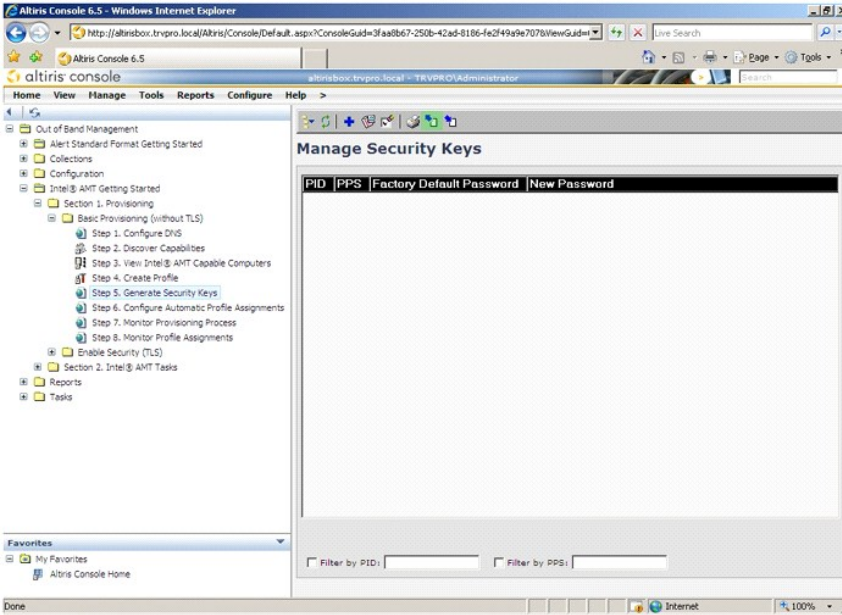 Altiris Console 6.5 - Windows Internet Explorer
http://altirisbox.trvpro.local/Altiris/Console/Default.aspx?ConsoleGuid=3faa8b67-250b-42ad-8186-fe2f49a9e707&ViewGuid=
Live Search
Altiris Console 6.5
Page
Tools
altiris console
altirisbox.trvpro.local - TRVPRO\Administrator
Search
Home View Manage Tools Reports Configure Help >
Out of Band Management
Alert Standard Format Getting Started
Collections
Configuration
Intel® AMT Getting Started
Section 1. Provisioning
Basic Provisioning (without TLS)
Step 1. Configure DNS
Step 2. Discover Capabilities
Step 3. View Intel® AMT Capable Computers
Step 4. Create Profile
Step 5. Generate Security Keys
Step 6. Configure Automatic Profile Assignments
Step 7. Monitor Provisioning Process
Step 8. Monitor Profile Assignments
Enable Security (TLS)
Section 2. Intel® AMT Tasks
Reports
Tasks
Manage Security Keys
PID PPS Factory Default Password New Password
Filter by PID:
Filter by PPS:
Favorites
My Favorites
Altiris Console Home
Done
Internet
100%